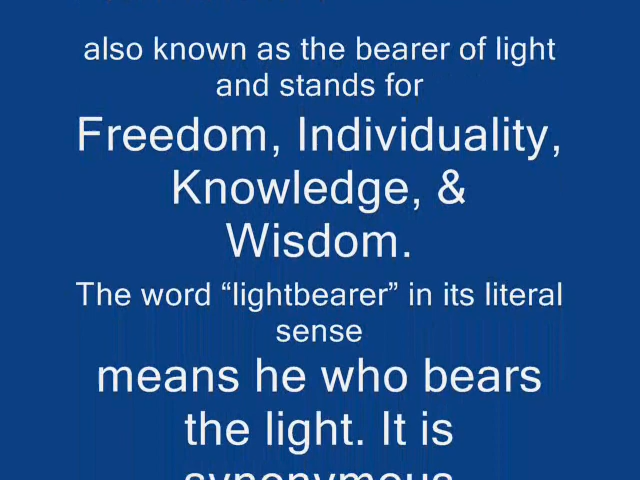 also known as the bearer of light
and stands for
Freedom, Individuality,
Knowledge, &
Wisdom.
The word “lightbearer” in its literal
sense
means he who bears
the light. It is
synonymous